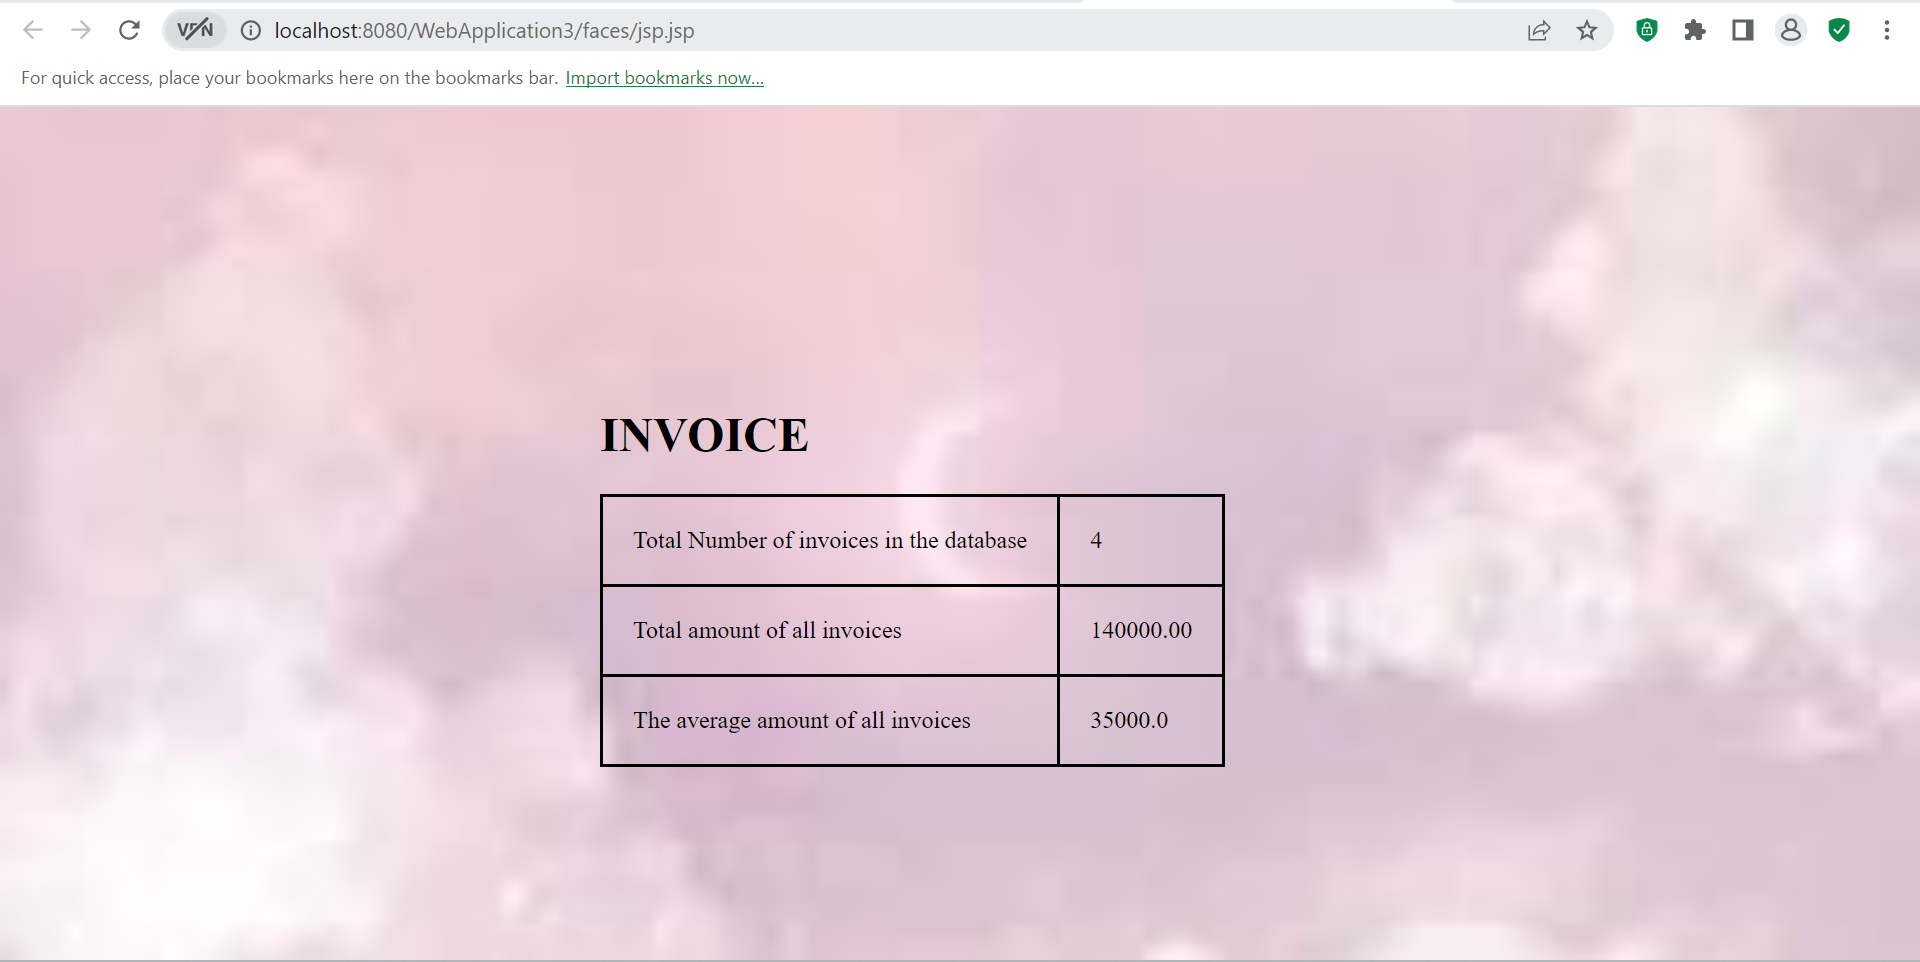 VPN localhost:8080/WebApplication3/faces/jsp.jsp
For quick access, place your bookmarks here on the bookmarks bar. Import bookmarks now...
INVOICE
Total Number of invoices in the database 4
Total amount of all invoices 140000.00
The average amount of all invoices 35000.0